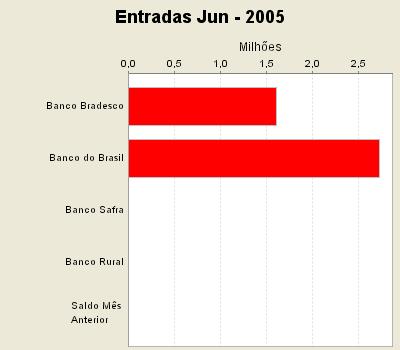 Entradas Jun - 2005
Milhões
0,0 0,5 1,0 1,5 2,0 2,5
Banco Bradesco
Banco do Brasil
Banco Safra
Banco Rural
Saldo Mês
Anterior